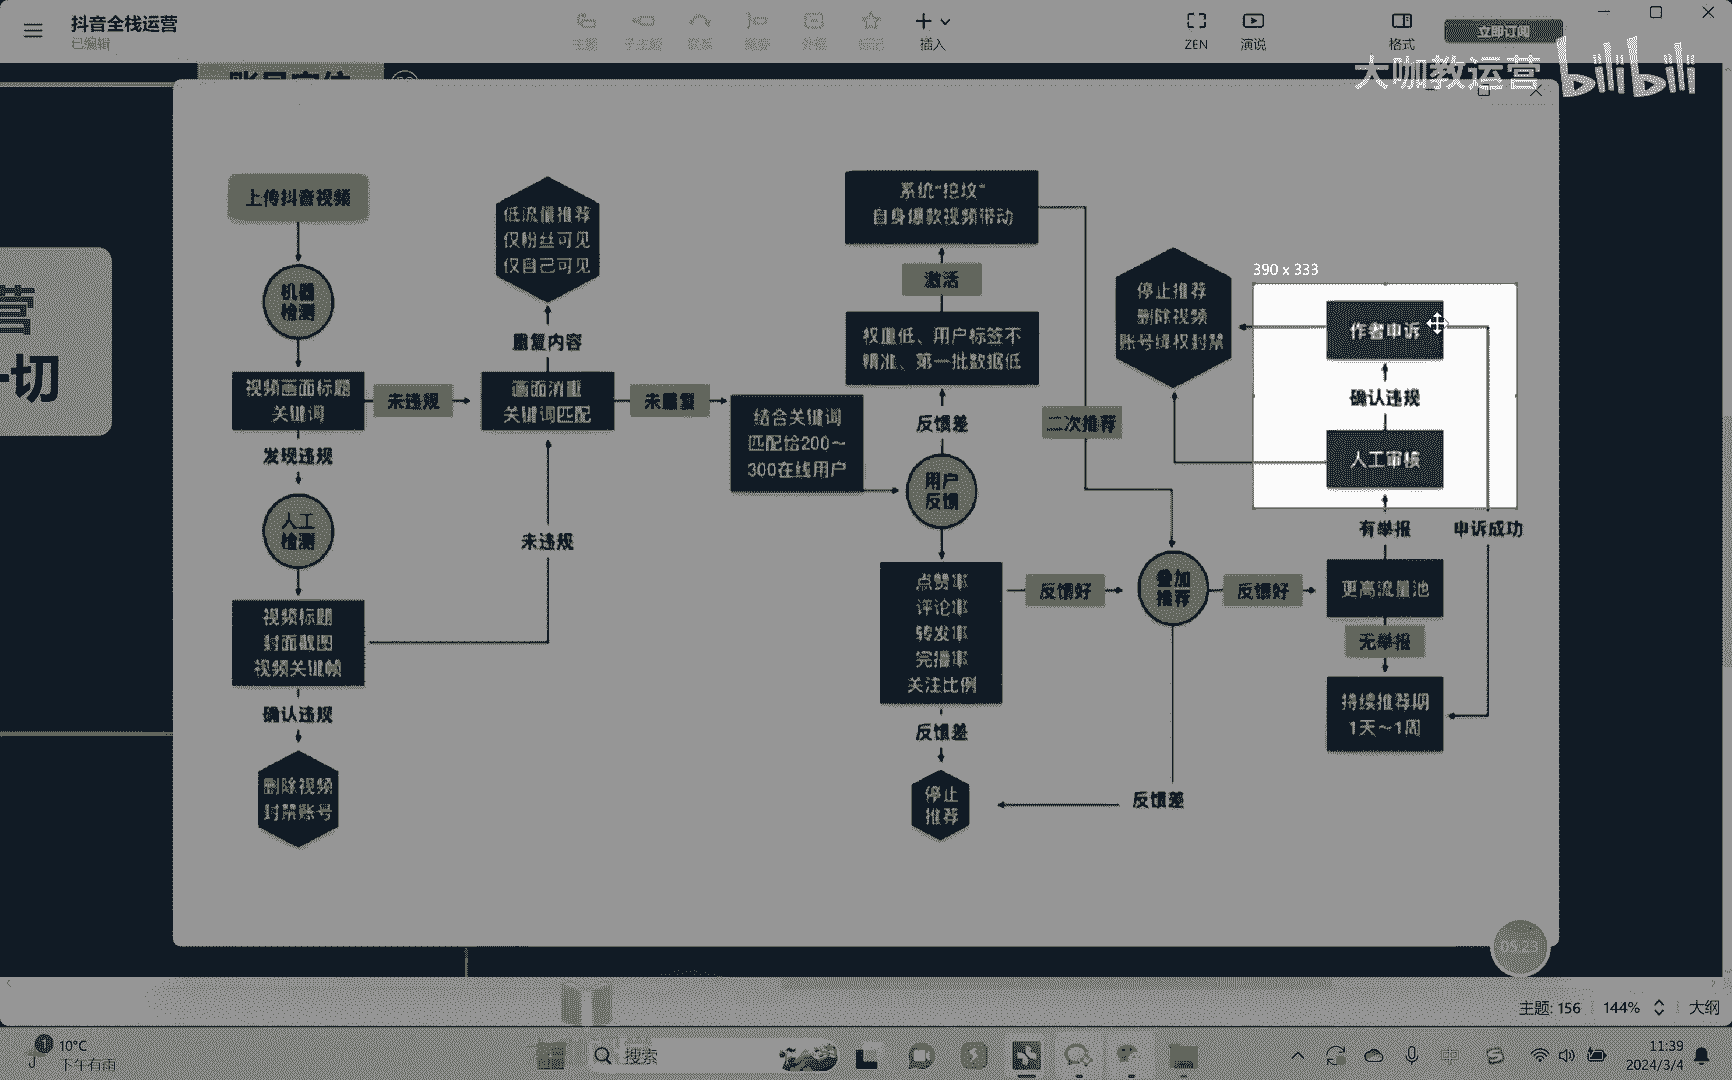 抖音全栈运营
已编辑
主题
子主题
联系
概要
外框
标记
插入
ZEN
演说
格式
立即订阅
大咖教运营
bilibili
账号定位
营
一切
上传抖音视频
机器
检测
视频画面标题
关键词
发现违规
人工
检测
视频标题
封面截图
视频关键帧
确认违规
删除视频
封禁账号
未违规
低流量推荐
仅粉丝可见
仅自己可见
重复内容
画面消重
关键词匹配
未违规
未重复
结合关键词
匹配给200~
300在线用户
系统"挖坟"
自身爆款视频带动
激活
权重低、用户标签不
精准、第一批数据低
反馈差
用户
反馈
点赞率
评论率
转发率
完播率
关注比例
反馈差
停止
推荐
反馈好
二次推荐
叠加
推荐
反馈差
反馈好
停止推荐
删除视频
账号降权封禁
390 x 333
作者申诉
确认违规
人工审核
有举报
申诉成功
更高流量池
无举报
持续推荐期
1天~1周
05:23
主题: 156
144%
大纲
1
10°C
下午有雨
搜索
中
11:39
2024/3/4